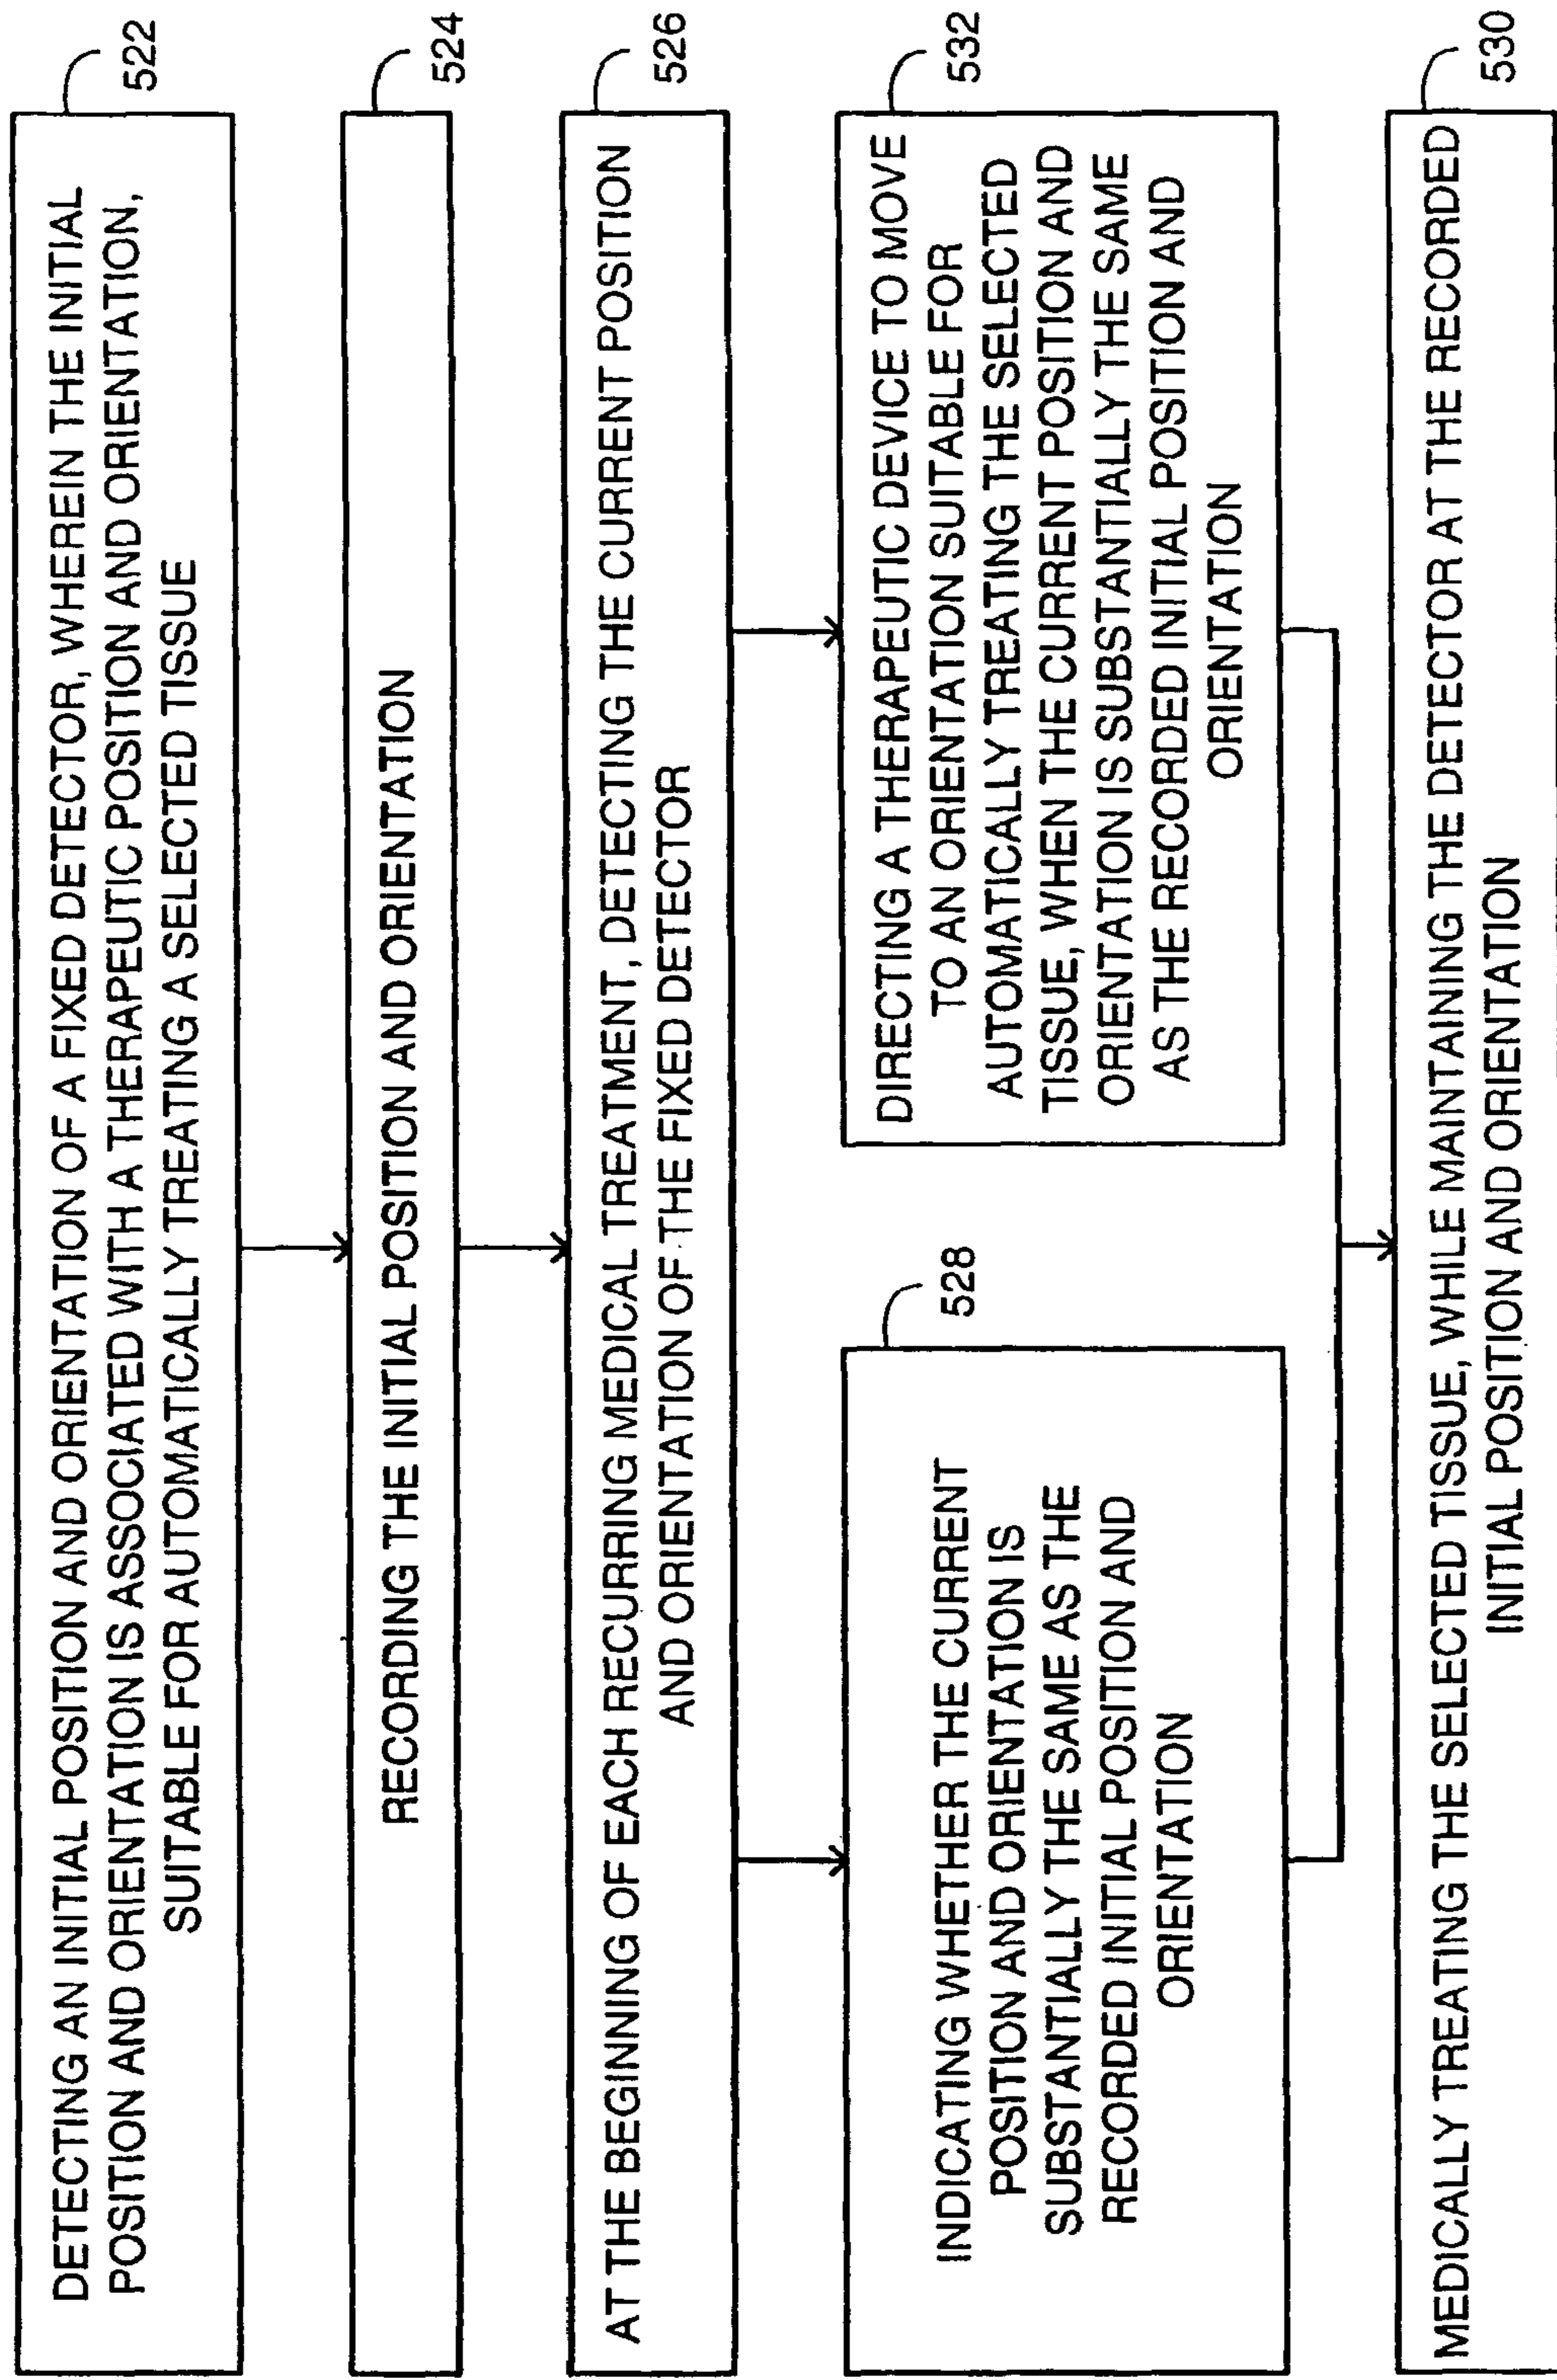 DETECTING AN INITIAL POSITION AND ORIENTATION OF A FIXED DETECTOR, WHEREIN THE INITIAL
POSITION AND ORIENTATION IS ASSOCIATED WITH A THERAPEUTIC POSITION AND ORIENTATION,
SUITABLE FOR AUTOMATICALLY TREATING A SELECTED TISSUE
522
RECORDING THE INITIAL POSITION AND ORIENTATION
524
AT THE BEGINNING OF EACH RECURRING MEDICAL TREATMENT, DETECTING THE CURRENT POSITION
AND ORIENTATION OF THE FIXED DETECTOR
526
INDICATING WHETHER THE CURRENT
POSITION AND ORIENTATION IS
SUBSTANTIALLY THE SAME AS THE
RECORDED INITIAL POSITION AND
ORIENTATION
528
DIRECTING A THERAPEUTIC DEVICE TO MOVE
TO AN ORIENTATION SUITABLE FOR
AUTOMATICALLY TREATING THE SELECTED
TISSUE, WHEN THE CURRENT POSITION AND
ORIENTATION IS SUBSTANTIALLY THE SAME
AS THE RECORDED INITIAL POSITION AND
ORIENTATION
532
MEDICALLY TREATING THE SELECTED TISSUE, WHILE MAINTAINING THE DETECTOR AT THE RECORDED
INITIAL POSITION AND ORIENTATION
530